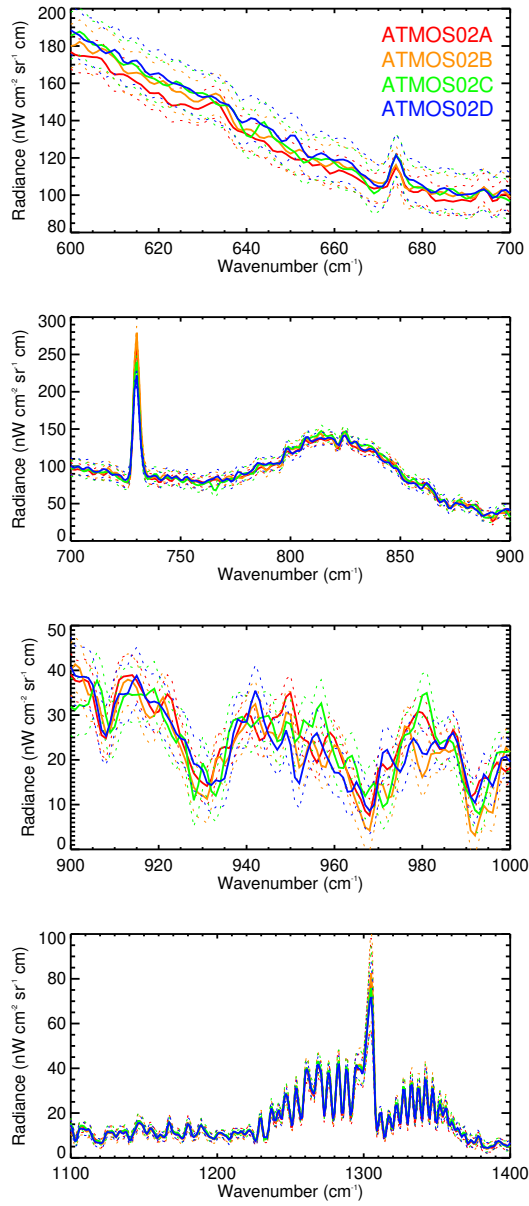 200
180
160
140
120
100
80
Radiance (nW cm⁻² sr⁻¹ cm)
ATMOS02A
ATMOS02B
ATMOS02C
ATMOS02D
600 620 640 660 680 700
Wavenumber (cm⁻¹)
300
250
200
150
100
50
0
Radiance (nW cm⁻² sr⁻¹ cm)
700 750 800 850 900
Wavenumber (cm⁻¹)
50
40
30
20
10
0
Radiance (nW cm⁻² sr⁻¹ cm)
900 920 940 960 980 1000
Wavenumber (cm⁻¹)
100
80
60
40
20
0
Radiance (nW cm⁻² sr⁻¹ cm)
1100 1200 1300 1400
Wavenumber (cm⁻¹)